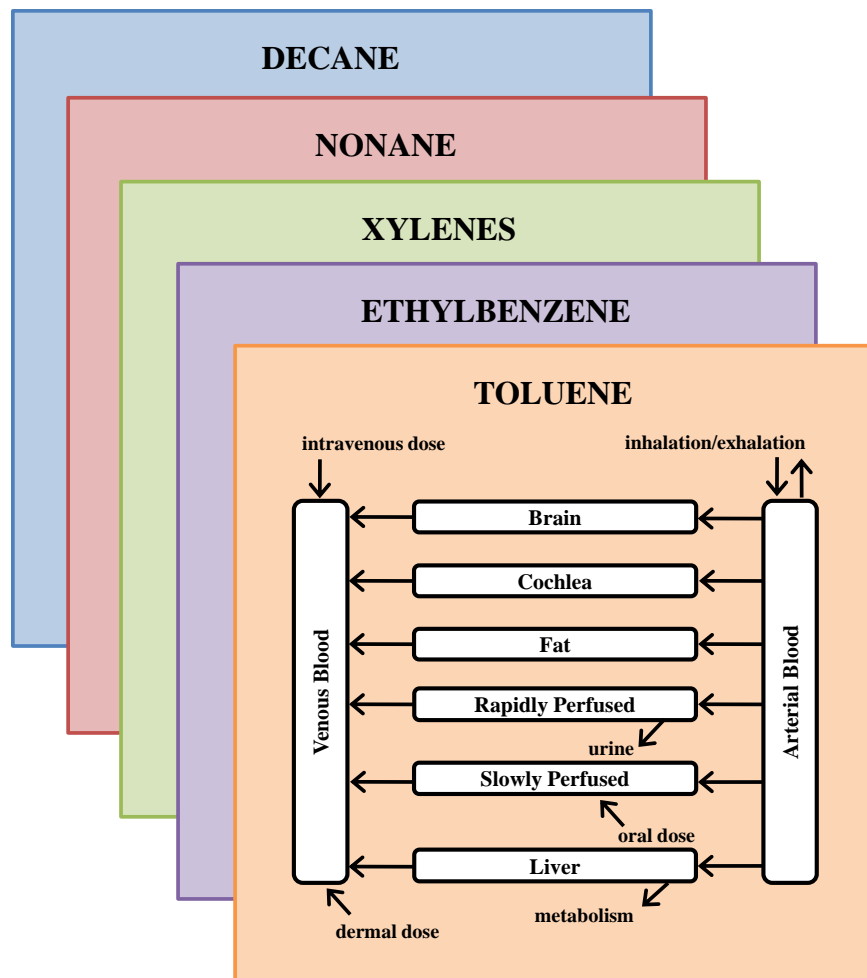 DECANE
NONANE
XYLENES
ETHYLBENZENE
TOLUENE
intravenous dose
inhalation/exhalation
Venous Blood
Brain
Cochlea
Fat
Rapidly Perfused
urine
Slowly Perfused
oral dose
Liver
metabolism
dermal dose
Arterial Blood